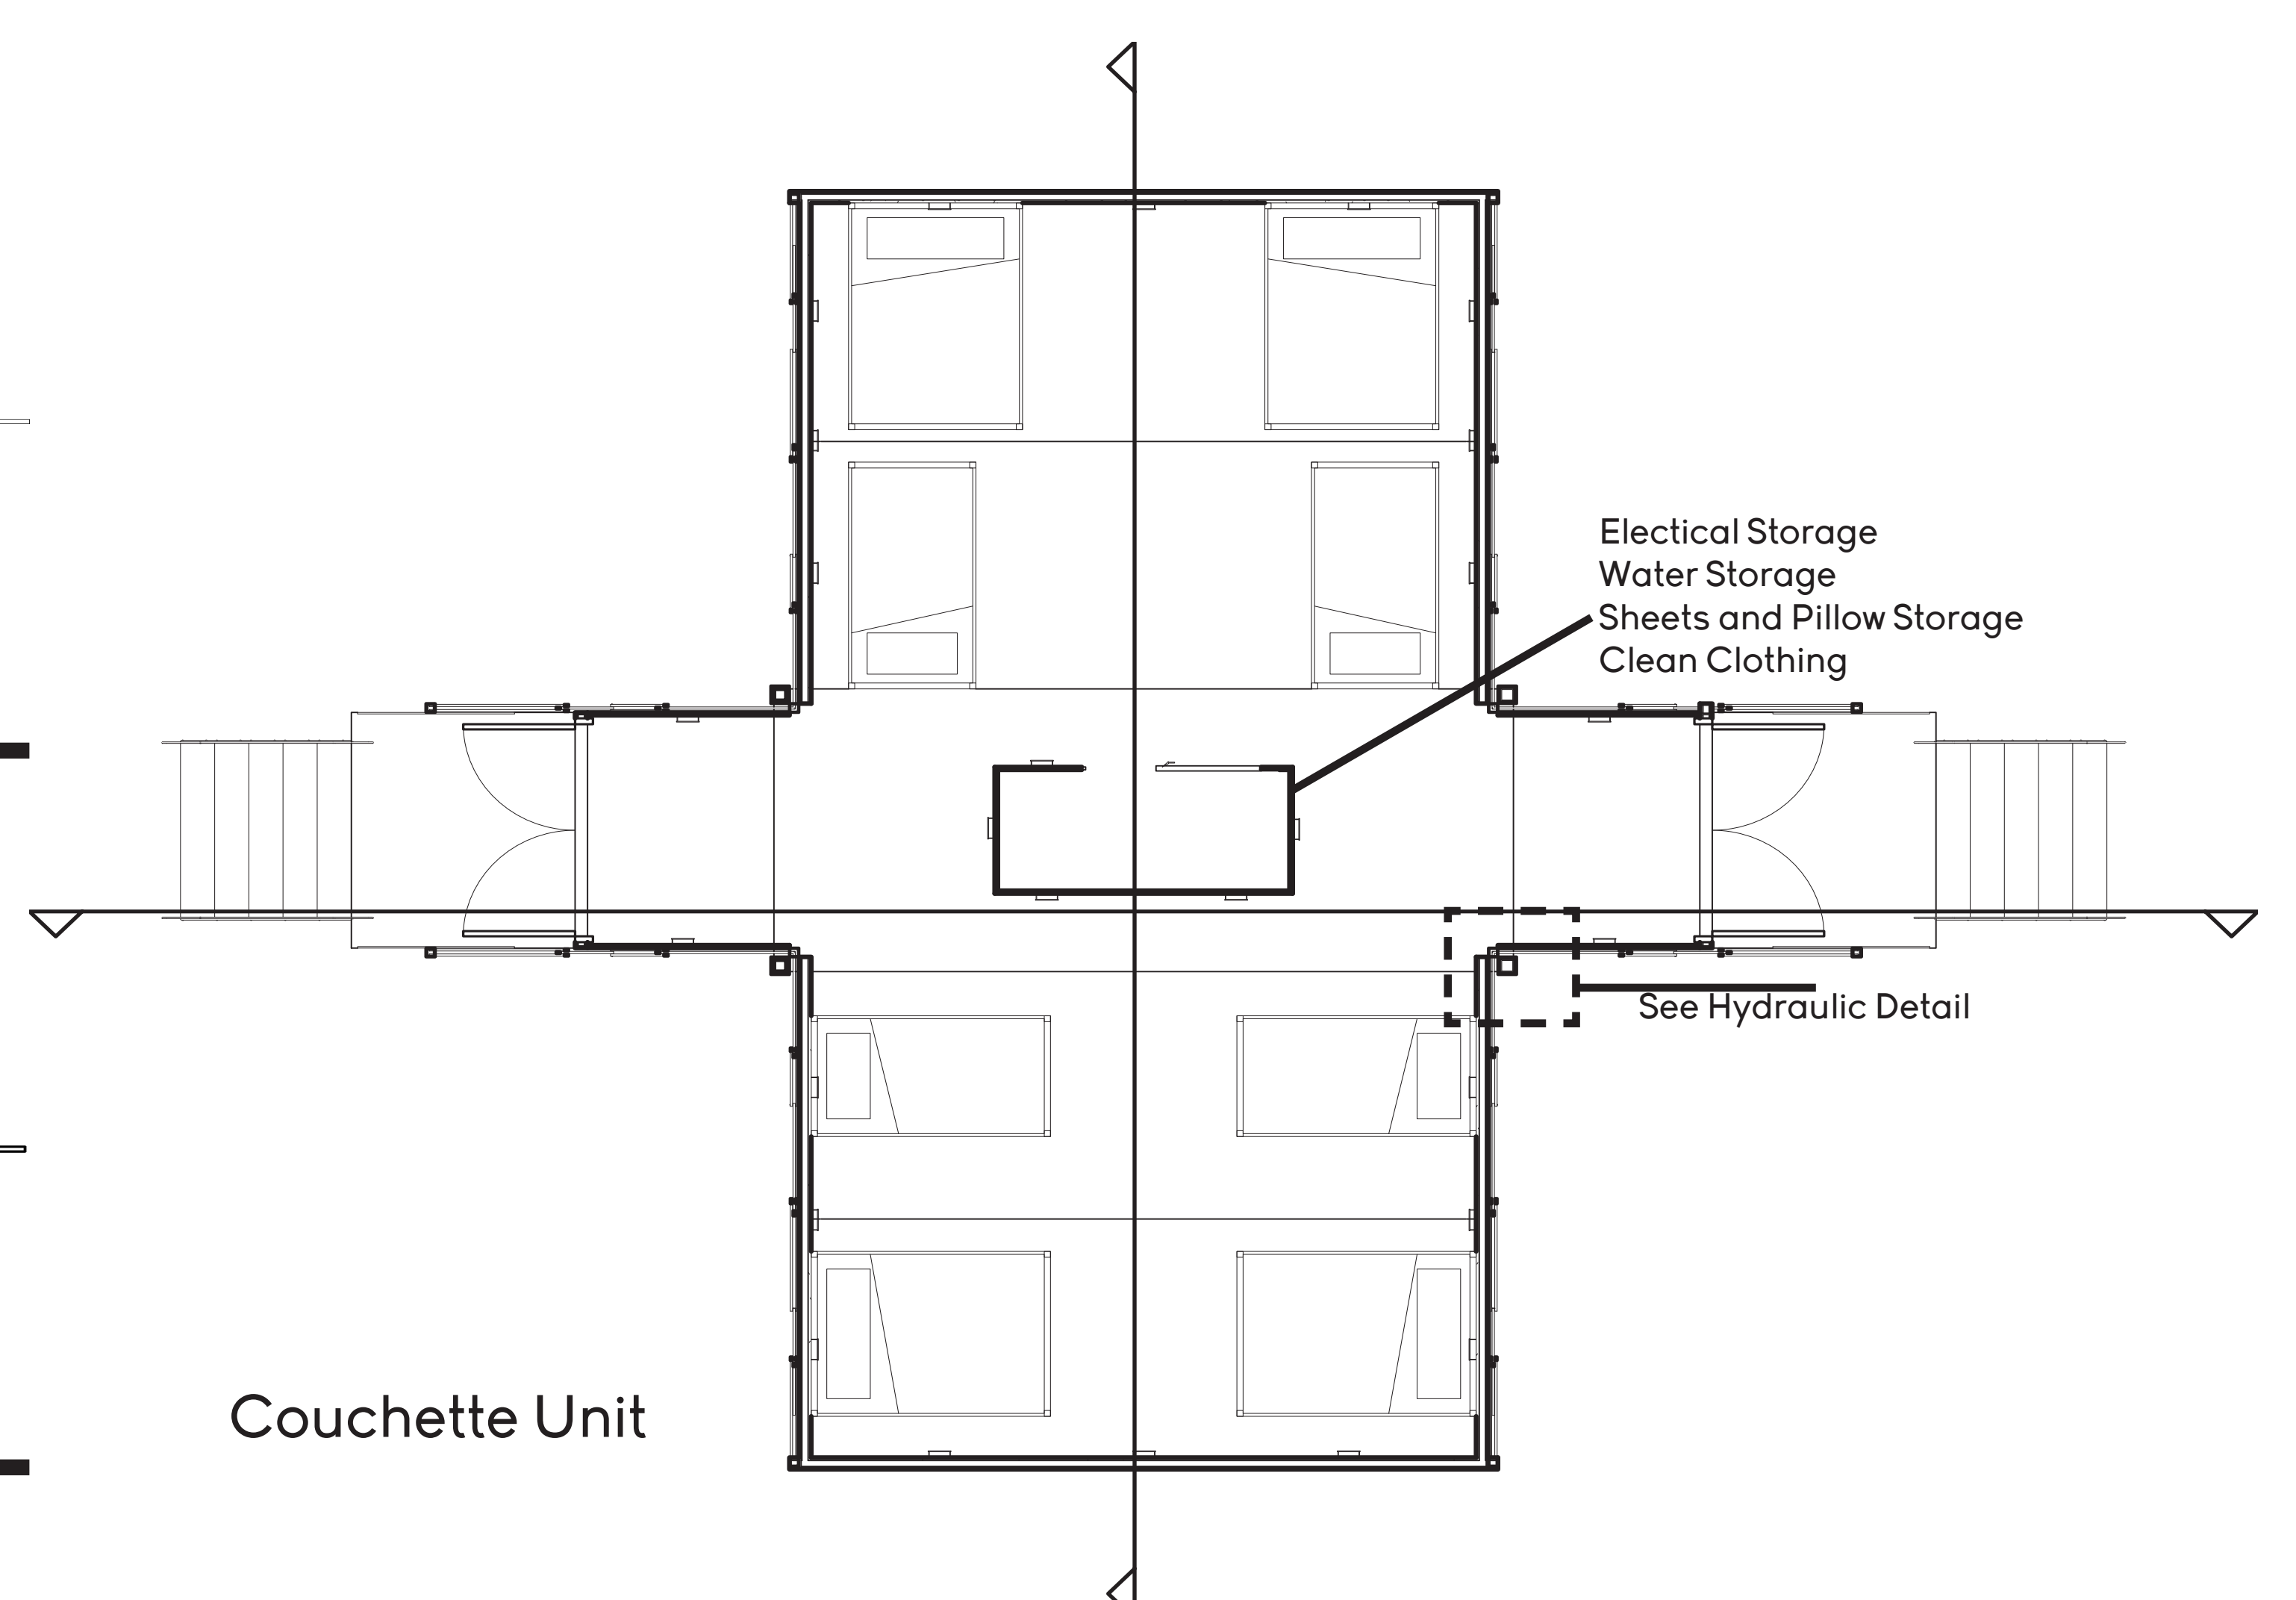 Electical Storage
Water Storage
Sheets and Pillow Storage
Clean Clothing
See Hydraulic Detail
Couchette Unit